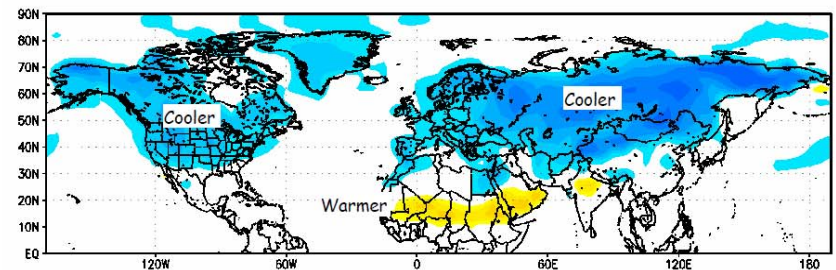 90N
80N
70N
60N
50N
40N
30N
20N
10N
EQ
Cooler
Cooler
Warmer
120W
60W
0
60E
120E
180